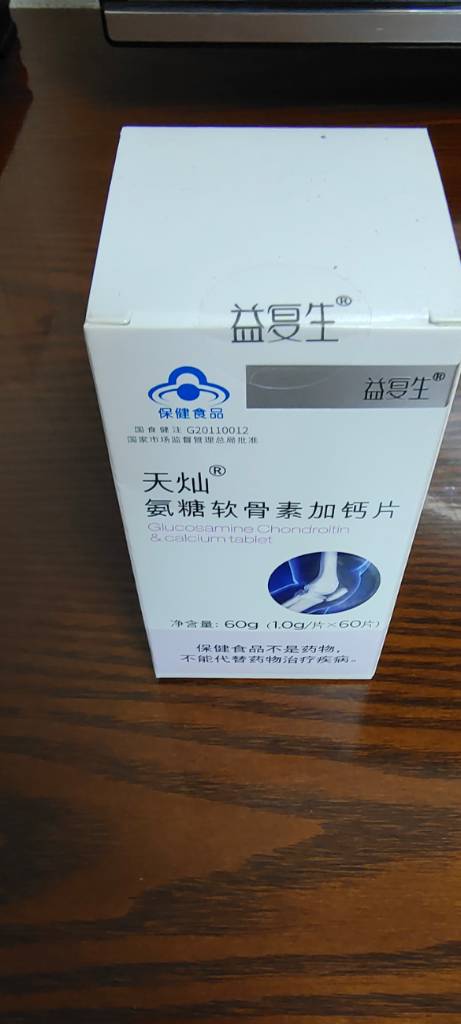 益复生®
保健食品
益复生®
国食健注 G20110012
国家市场监督管理总局批准
天灿®
氨糖软骨素加钙片
Glucosamine Chondroitin
& calcium tablet
净含量: 60g (1.0g/片×60片)
保健食品不是药物,
不能代替药物治疗疾病。